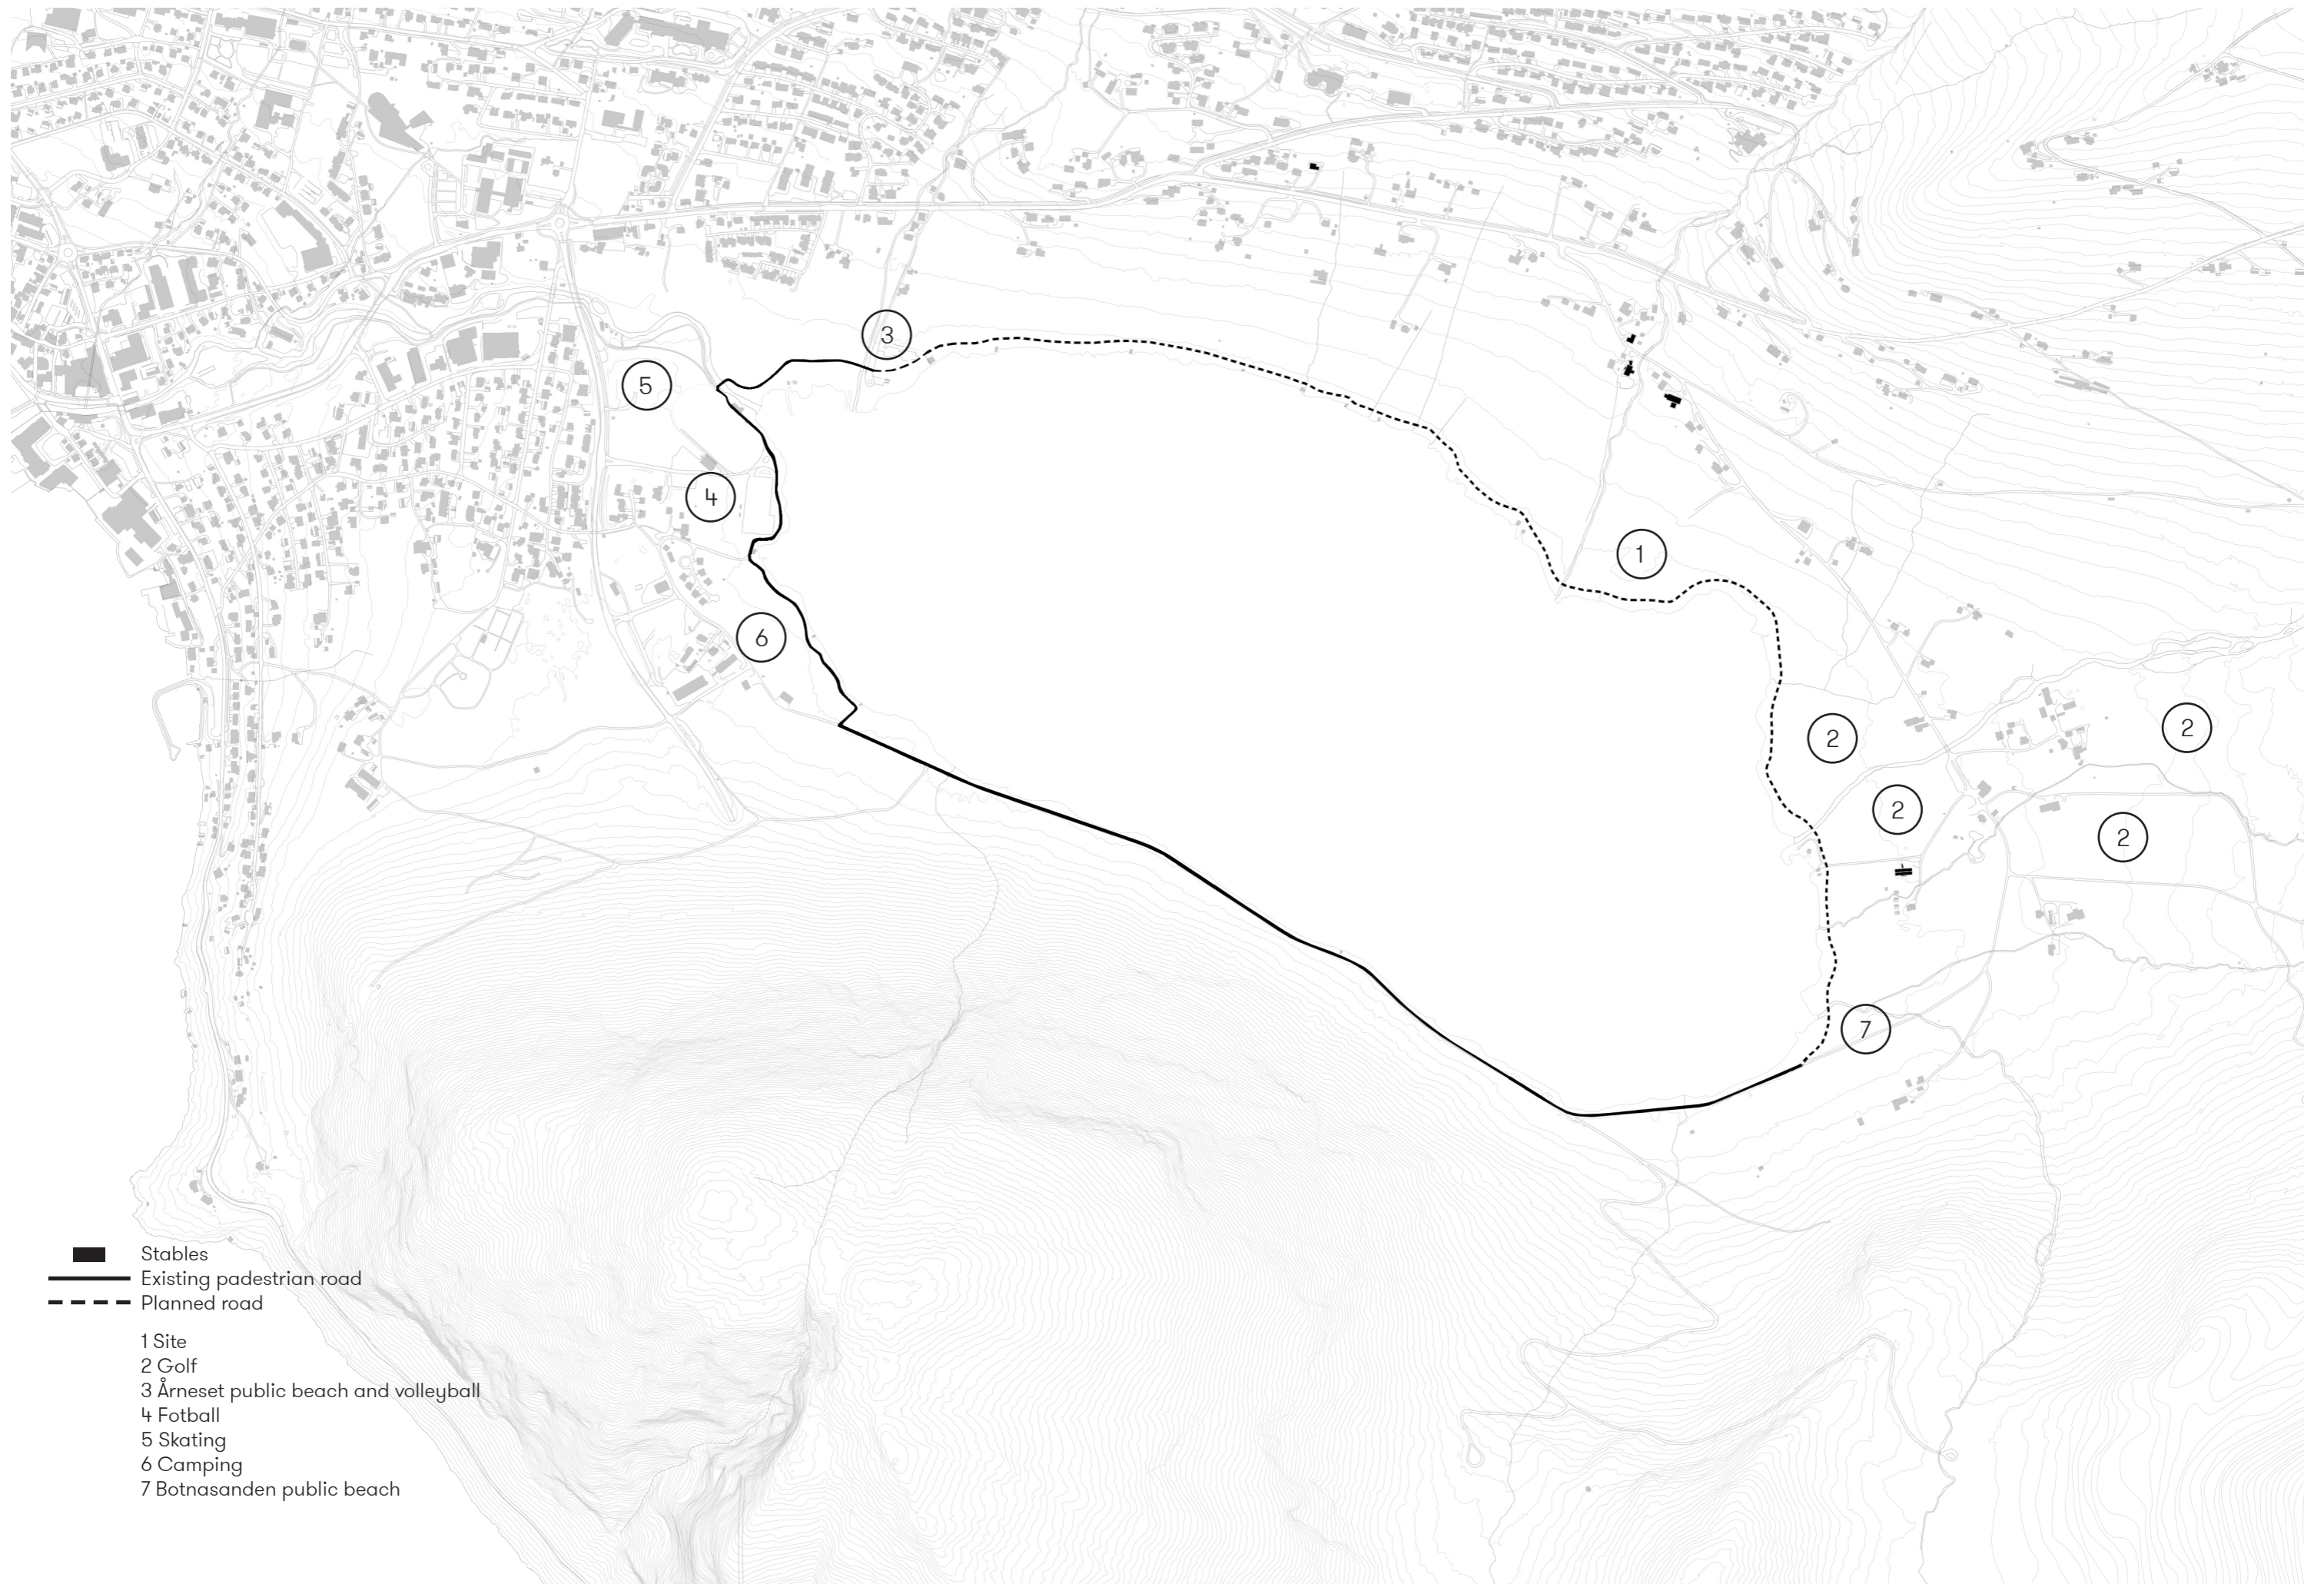 3
5
4
1
6
2
2
2
2
7
Stables
Existing padestrian road
Planned road
1 Site
2 Golf
3 Årneset public beach and volleyball
4 Fotball
5 Skating
6 Camping
7 Botnasanden public beach